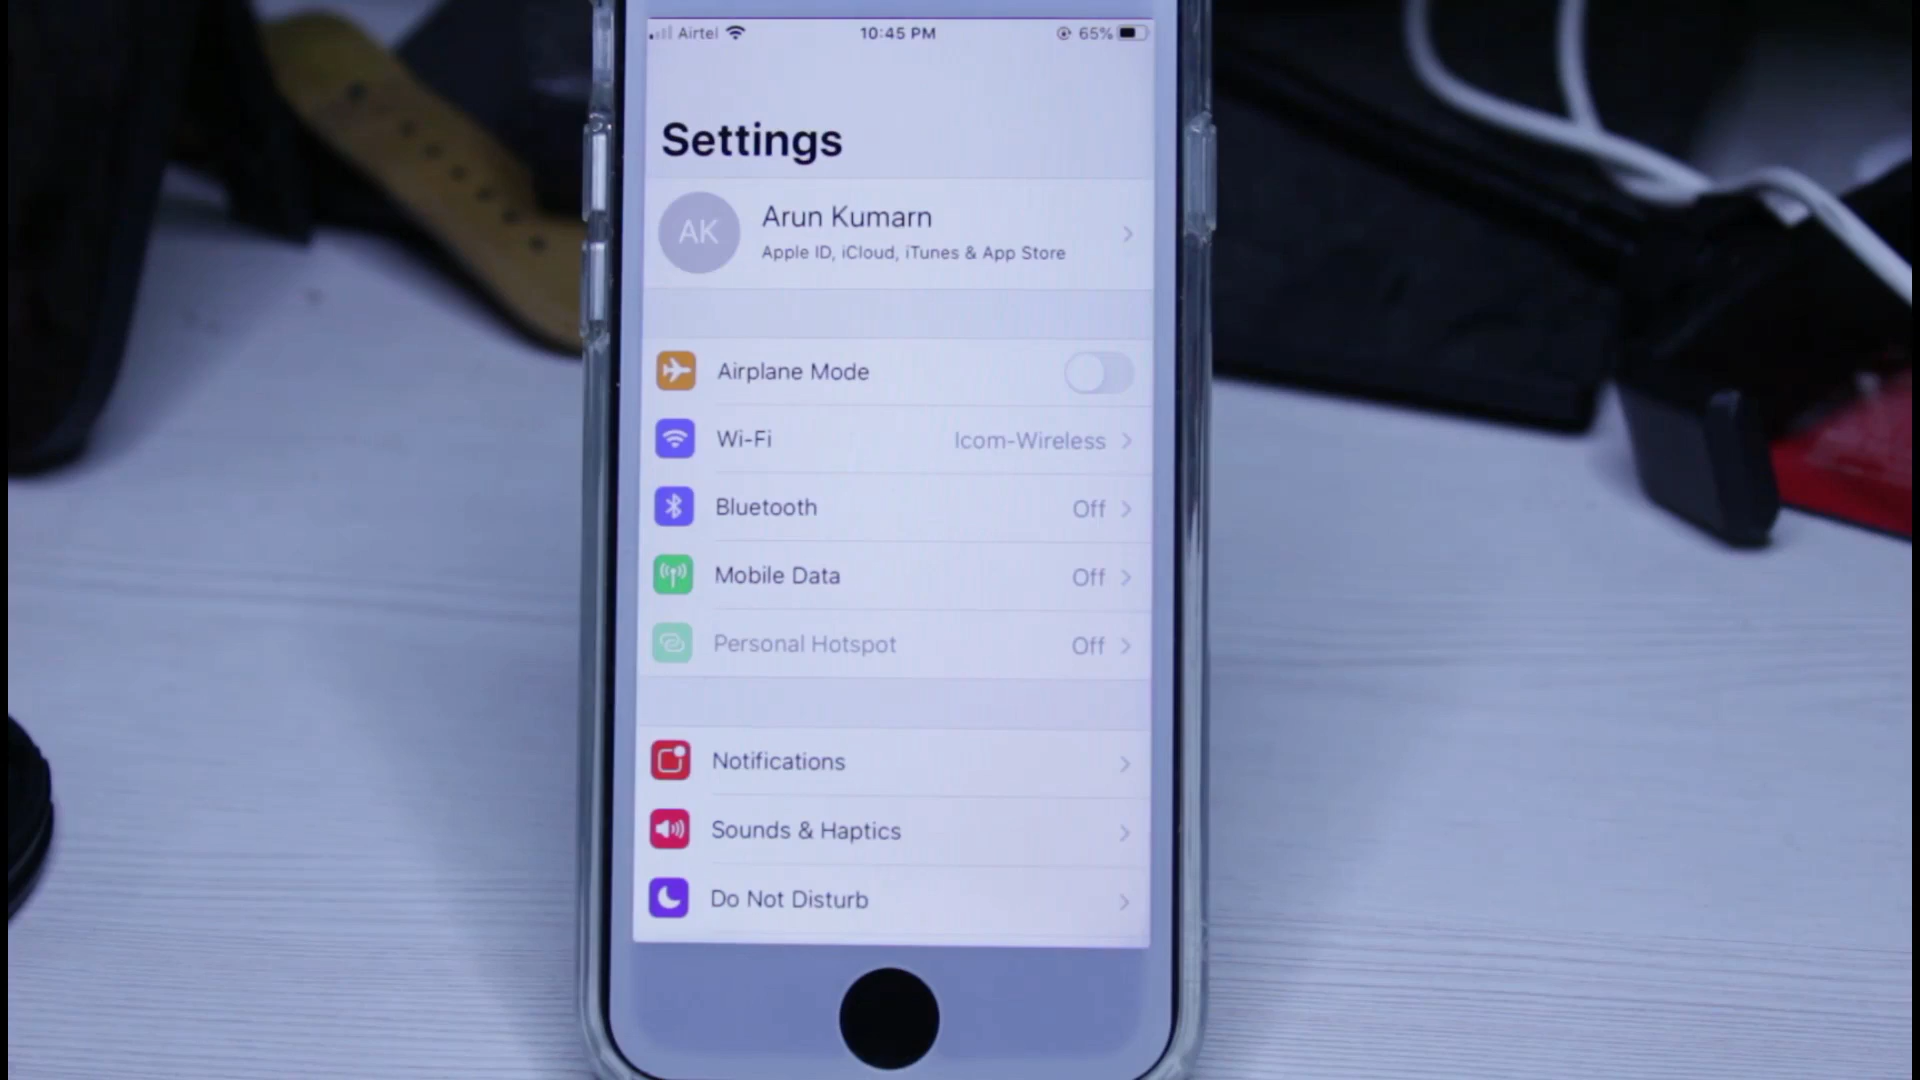 Airtel 10:45 PM 65%
Settings
AK
Arun Kumarn
Apple ID, iCloud, iTunes & App Store
Airplane Mode
Wi-Fi Icom-Wireless
Bluetooth Off
Mobile Data Off
Personal Hotspot Off
Notifications
Sounds & Haptics
Do Not Disturb